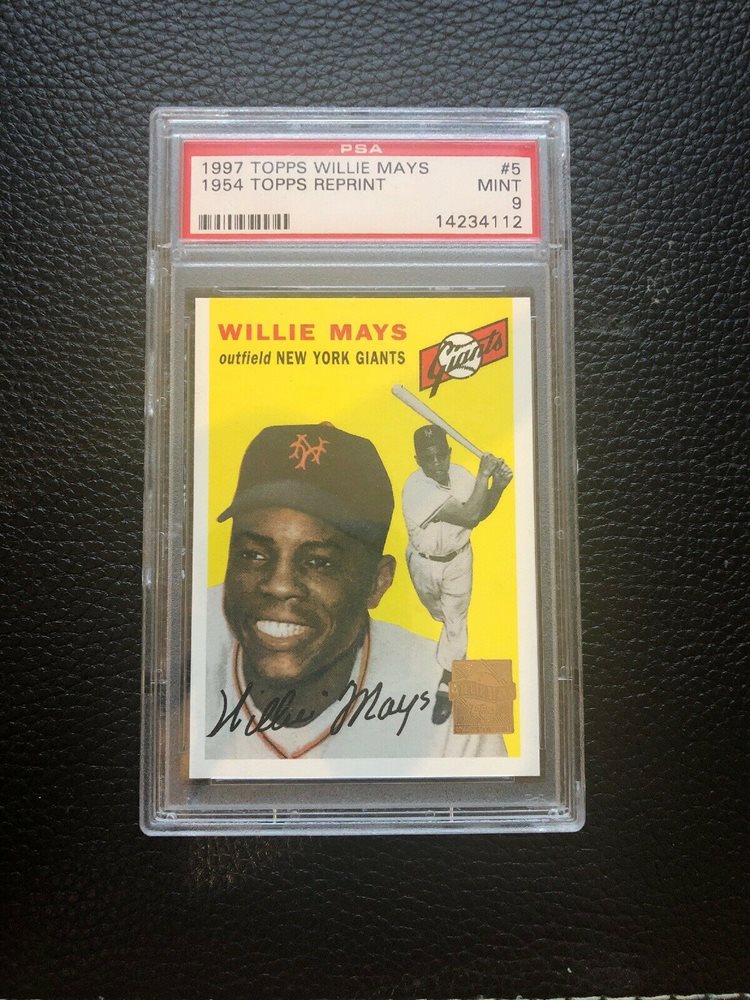 PSA
1997 TOPPS WILLIE MAYS #5
1954 TOPPS REPRINT MINT
9
14234112
WILLIE MAYS
outfield NEW YORK GIANTS
Giants
NY
Willie Mays